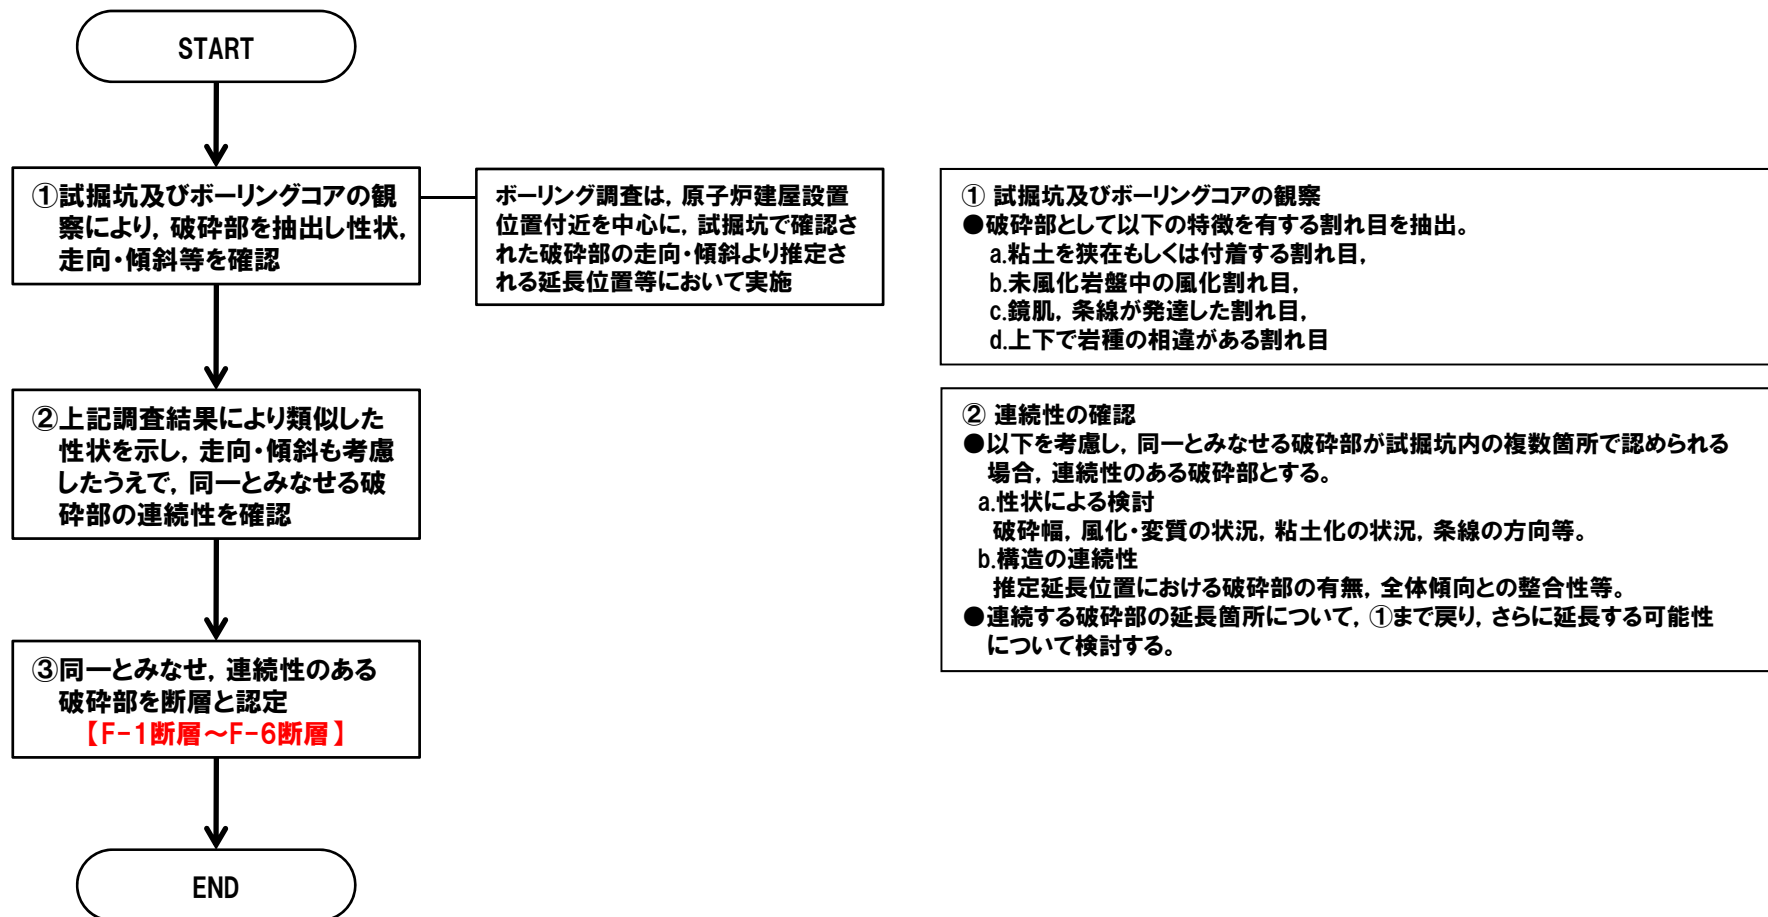 START
①試掘坑及びボーリングコアの観
察により，破砕部を抽出し性状，
走向・傾斜等を確認
ボーリング調査は，原子炉建屋設置
位置付近を中心に，試掘坑で確認さ
れた破砕部の走向・傾斜より推定さ
れる延長位置等において実施
②上記調査結果により類似した
性状を示し，走向・傾斜も考慮
したうえで，同一とみなせる破
砕部の連続性を確認
③同一とみなせ，連続性のある
破砕部を断層と認定
【F-1断層～F-6断層】
END
① 試掘坑及びボーリングコアの観察
●破砕部として以下の特徴を有する割れ目を抽出。
a.粘土を狭在もしくは付着する割れ目，
b.未風化岩盤中の風化割れ目，
c.鏡肌，条線が発達した割れ目，
d.上下で岩種の相違がある割れ目
② 連続性の確認
●以下を考慮し，同一とみなせる破砕部が試掘坑内の複数箇所で認められる
場合，連続性のある破砕部とする。
a.性状による検討
破砕幅，風化・変質の状況，粘土化の状況，条線の方向等。
b.構造の連続性
推定延長位置における破砕部の有無，全体傾向との整合性等。
●連続する破砕部の延長箇所について，①まで戻り，さらに延長する可能性
について検討する。